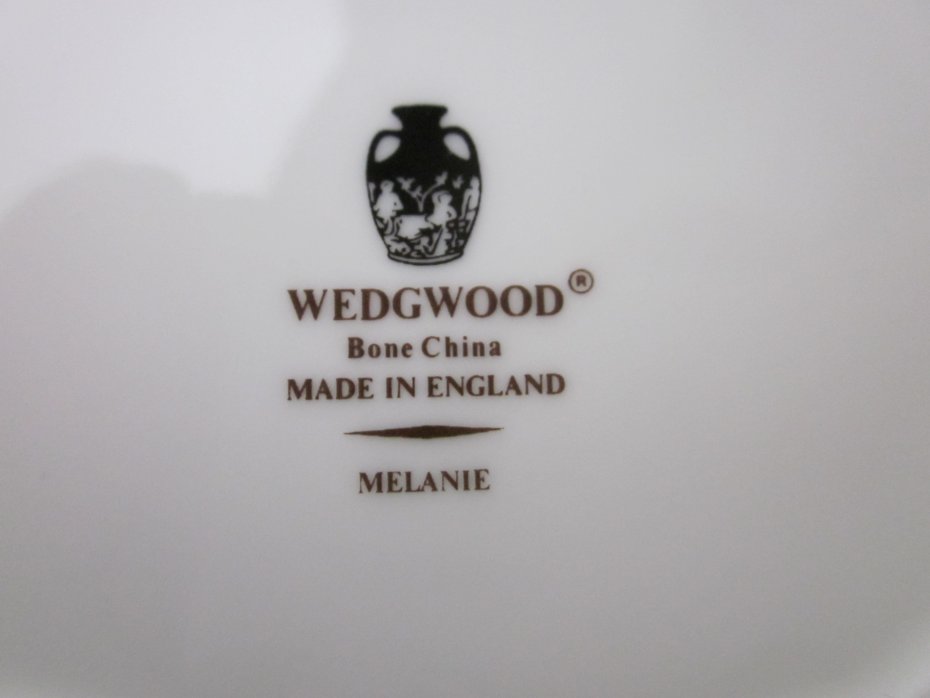 WEDGWOOD®
Bone China
MADE IN ENGLAND
MELANIE